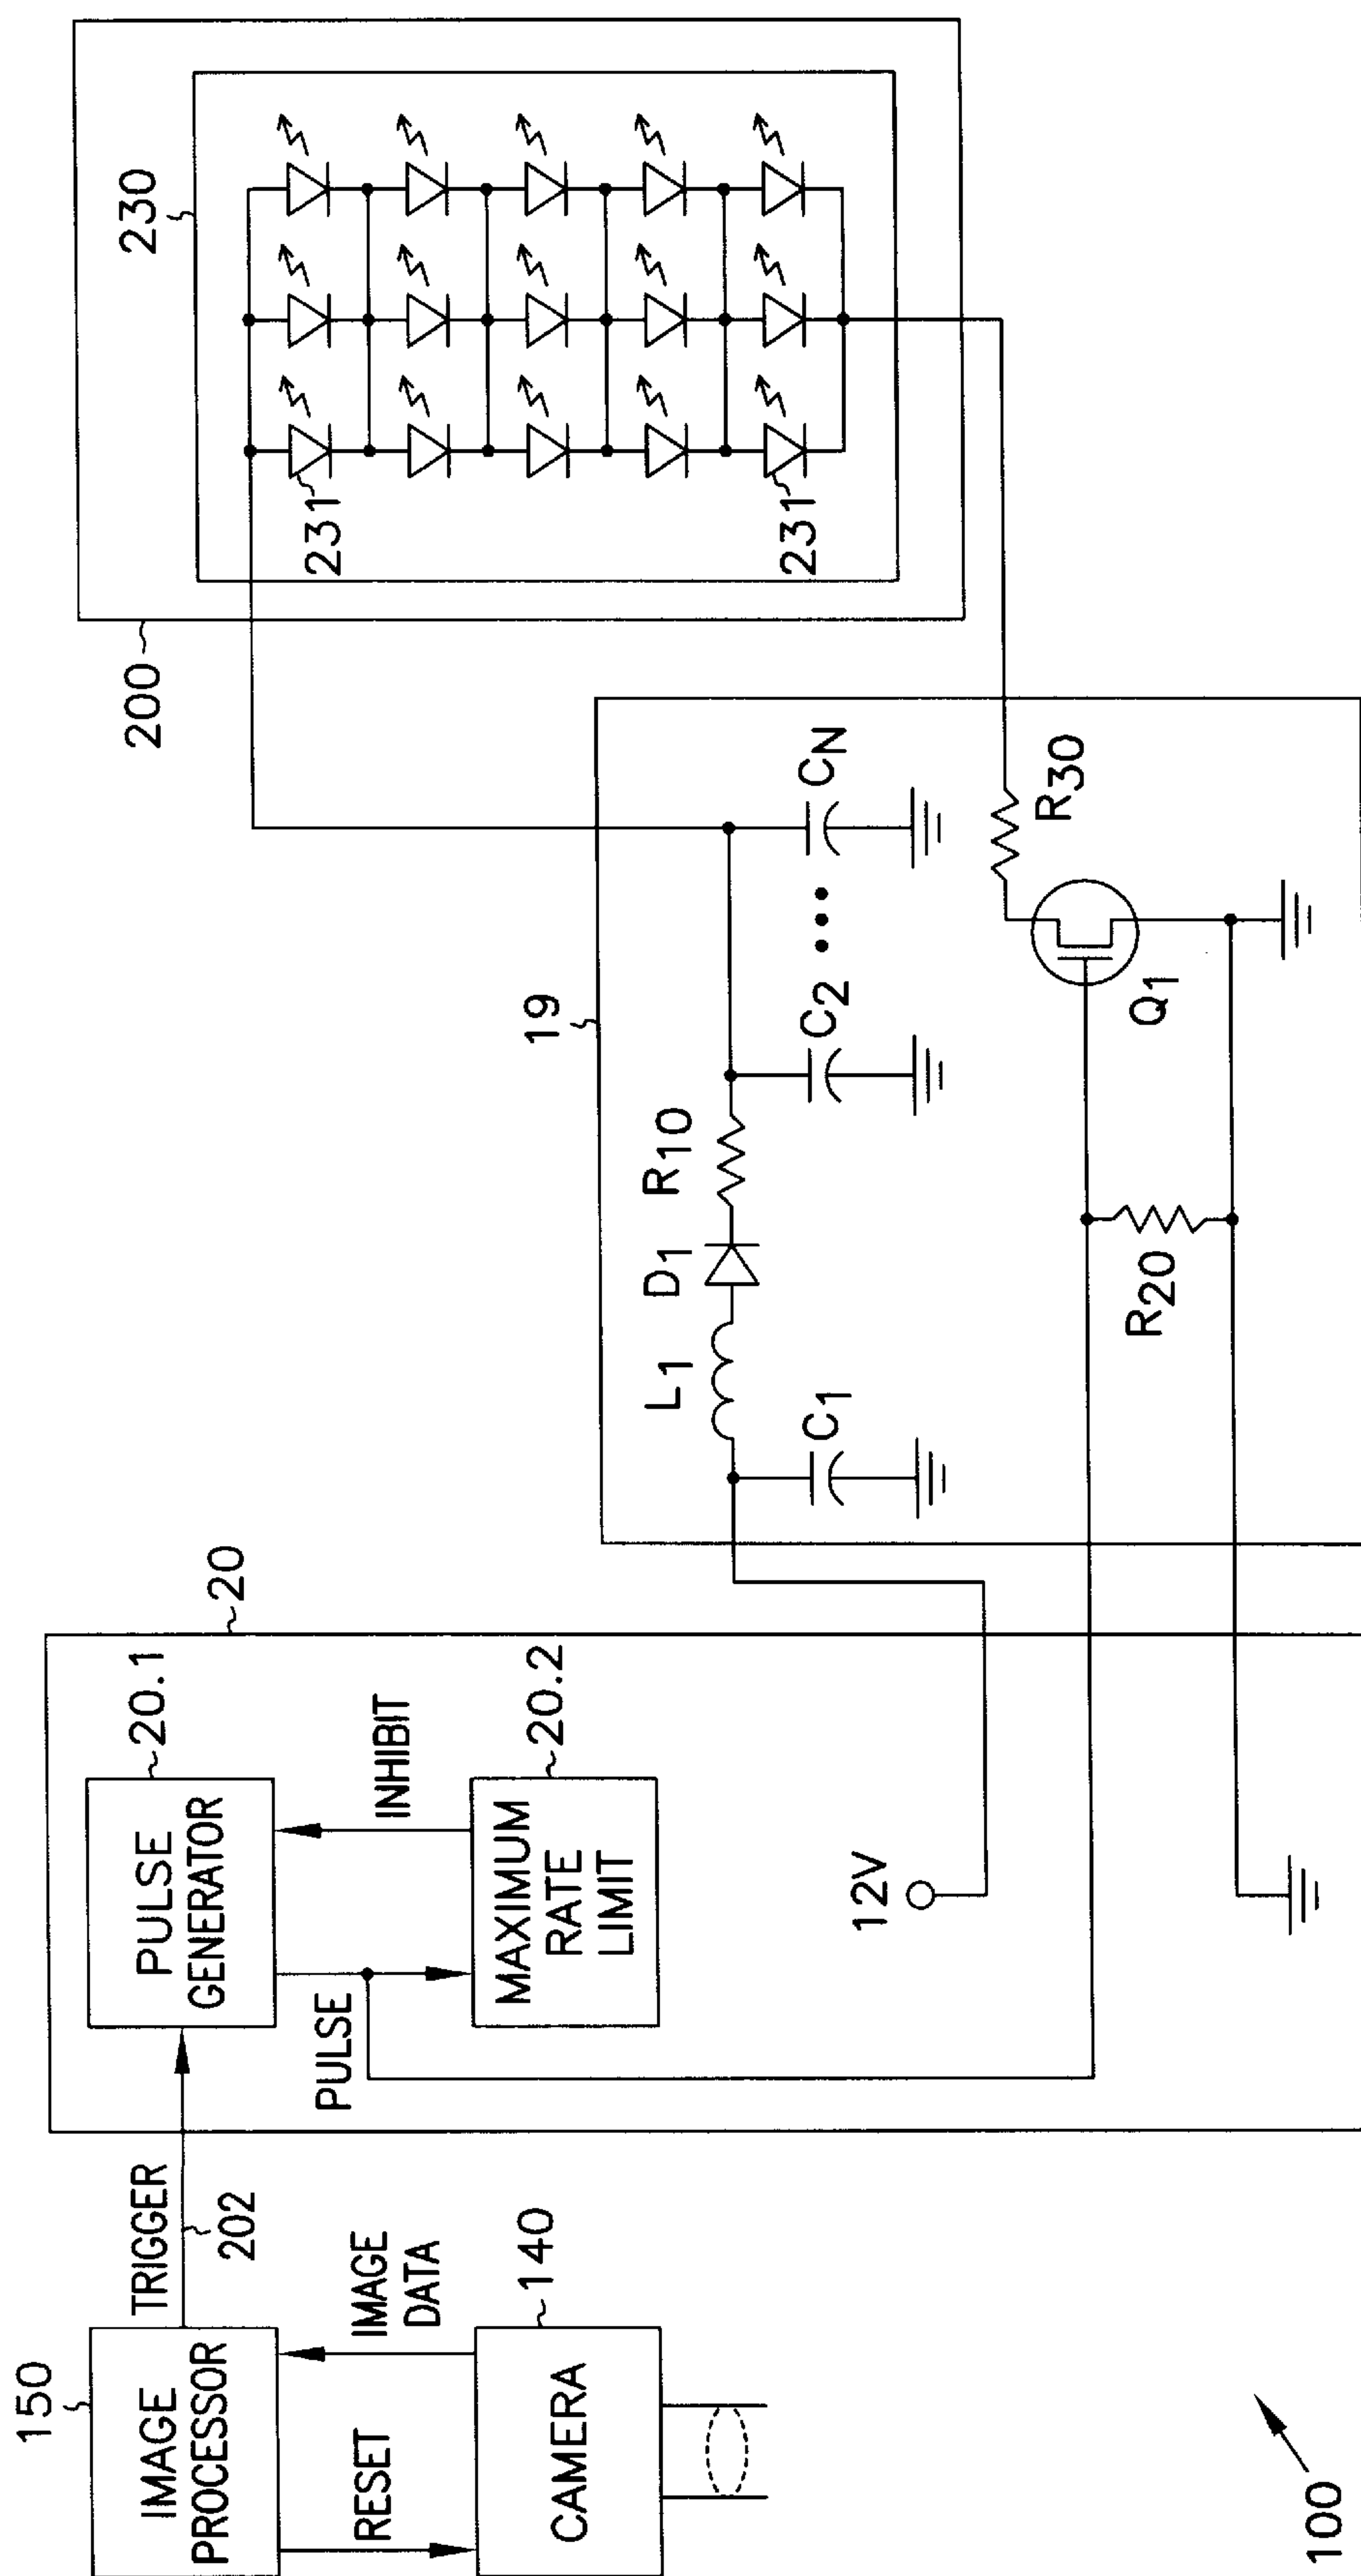 150
IMAGE
PROCESSOR
TRIGGER
202
RESET
IMAGE
DATA
CAMERA
140
20
PULSE
GENERATOR
20.1
PULSE
INHIBIT
MAXIMUM
RATE
LIMIT
20.2
12V
19
L1
D1
R10
C1
C2
CN
R20
Q1
R30
200
230
231
231
100